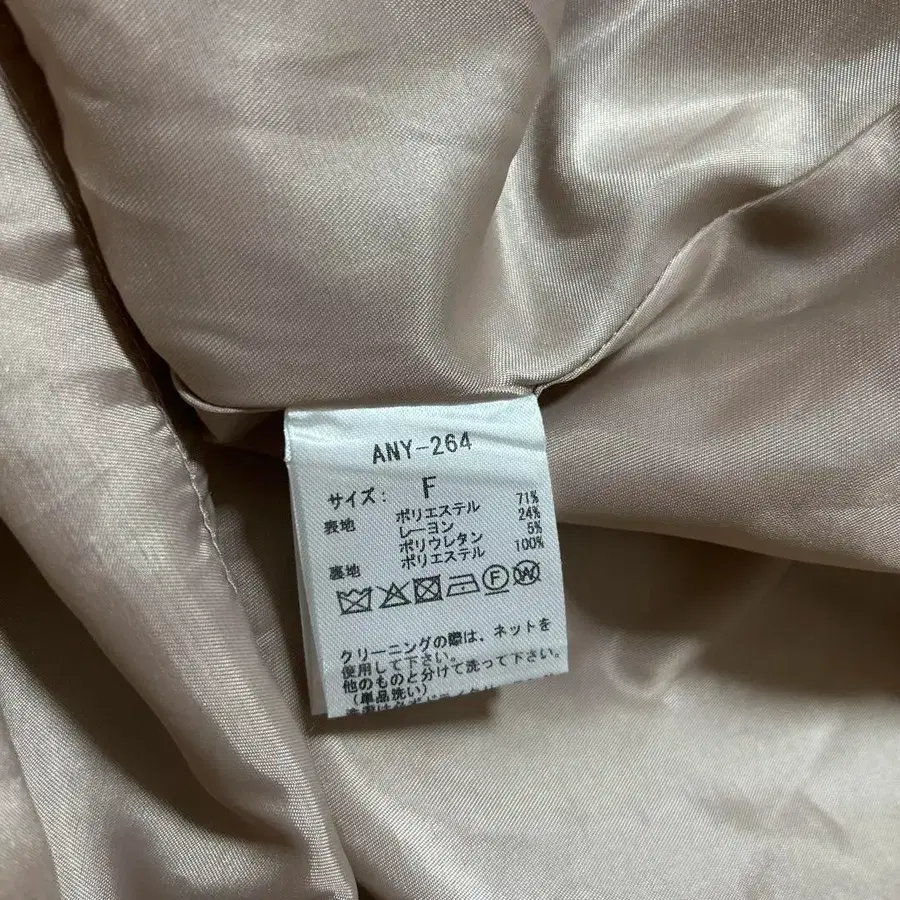 ANY-264
サイズ: F
表地 ポリエステル 71%
レーヨン 24%
ポリウレタン 5%
裏地 ポリエステル 100%
F W
クリーニングの際は、ネットを
使用して下さい。
他のものと分けて洗って下さい。
(単品洗い)